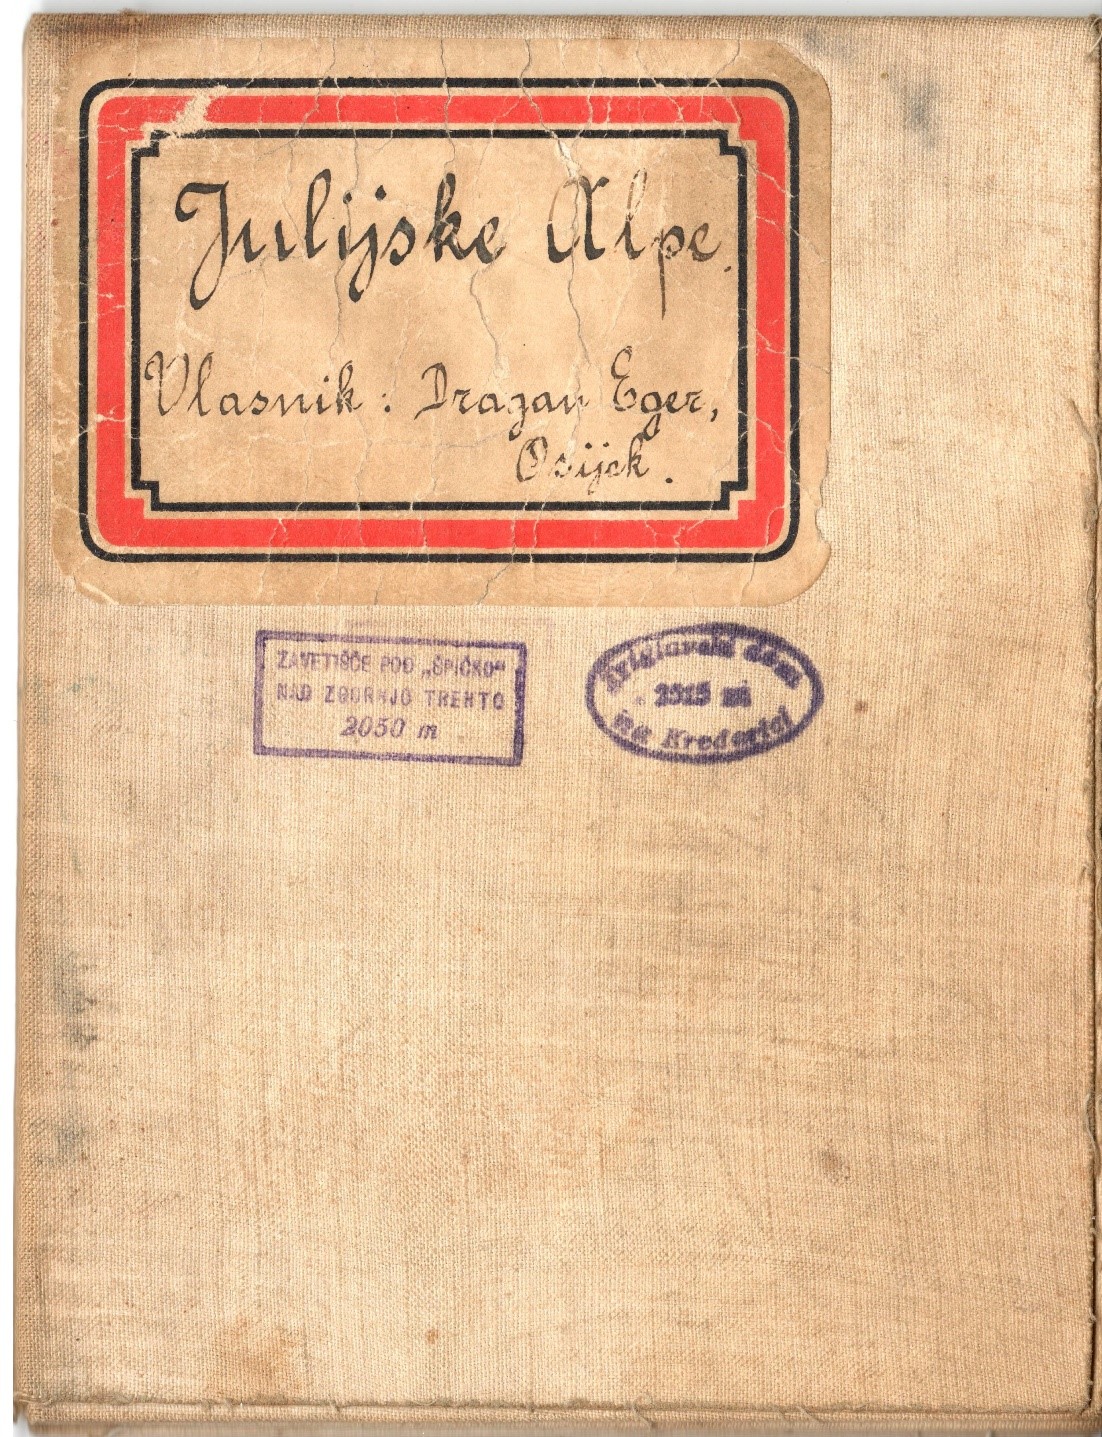 Julijske Alpe.
Vlasnik: Dragan Eger,
Osijek.
ZAVETIŠČE POD „ŠPIČKO“
NAD ZGORNJO TRENTO
2050 m
Triglavski dom
2515 m
na Kredarici